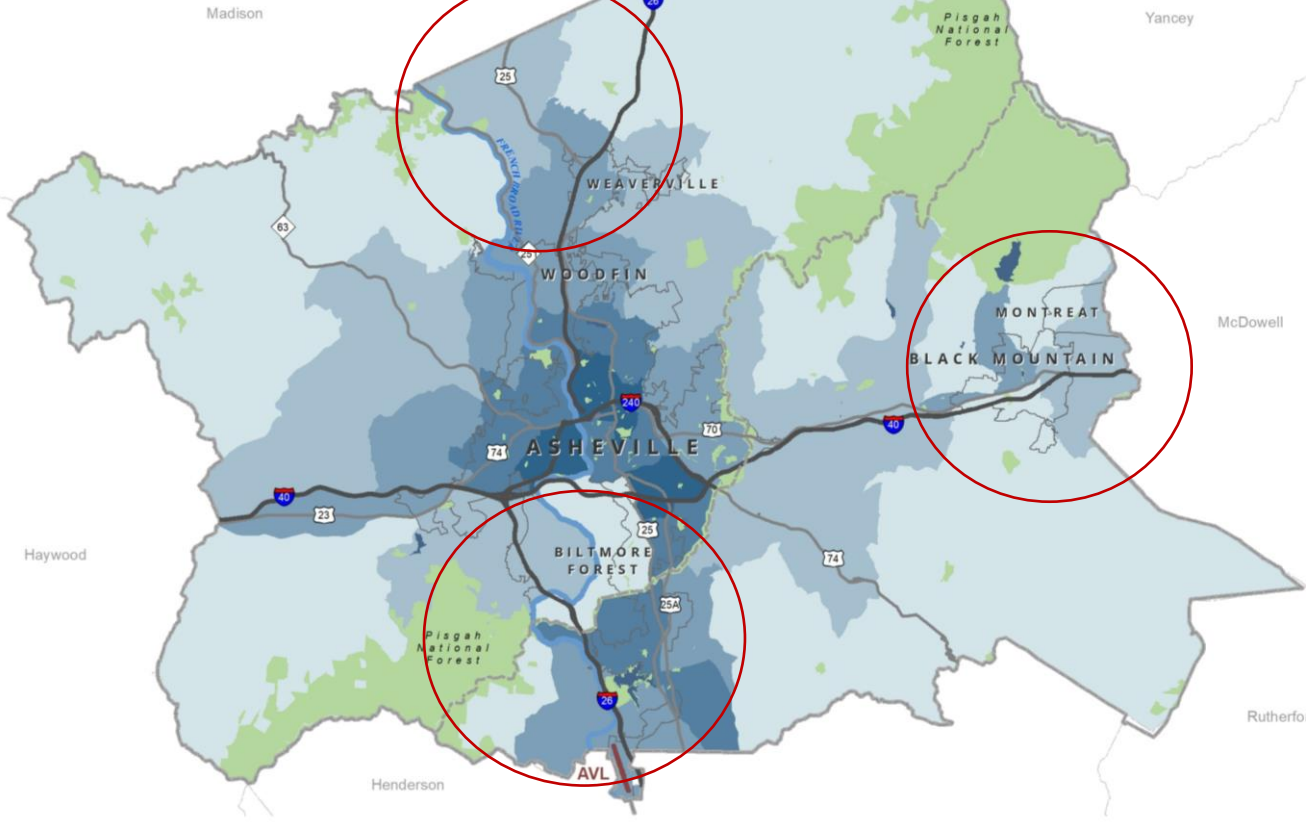 Madison
26
Pisgah
National
Forest
Yancey
25
FRENCH BROAD RIVER
WEAVERVILLE
63
25
WOODFIN
MONTREAT
McDowell
BLACK MOUNTAIN
240
70
40
ASHEVILLE
74
40
23
25
BILTMORE
FOREST
Haywood
74
25A
Pisgah
National
Forest
26
Rutherfo
AVL
Henderson